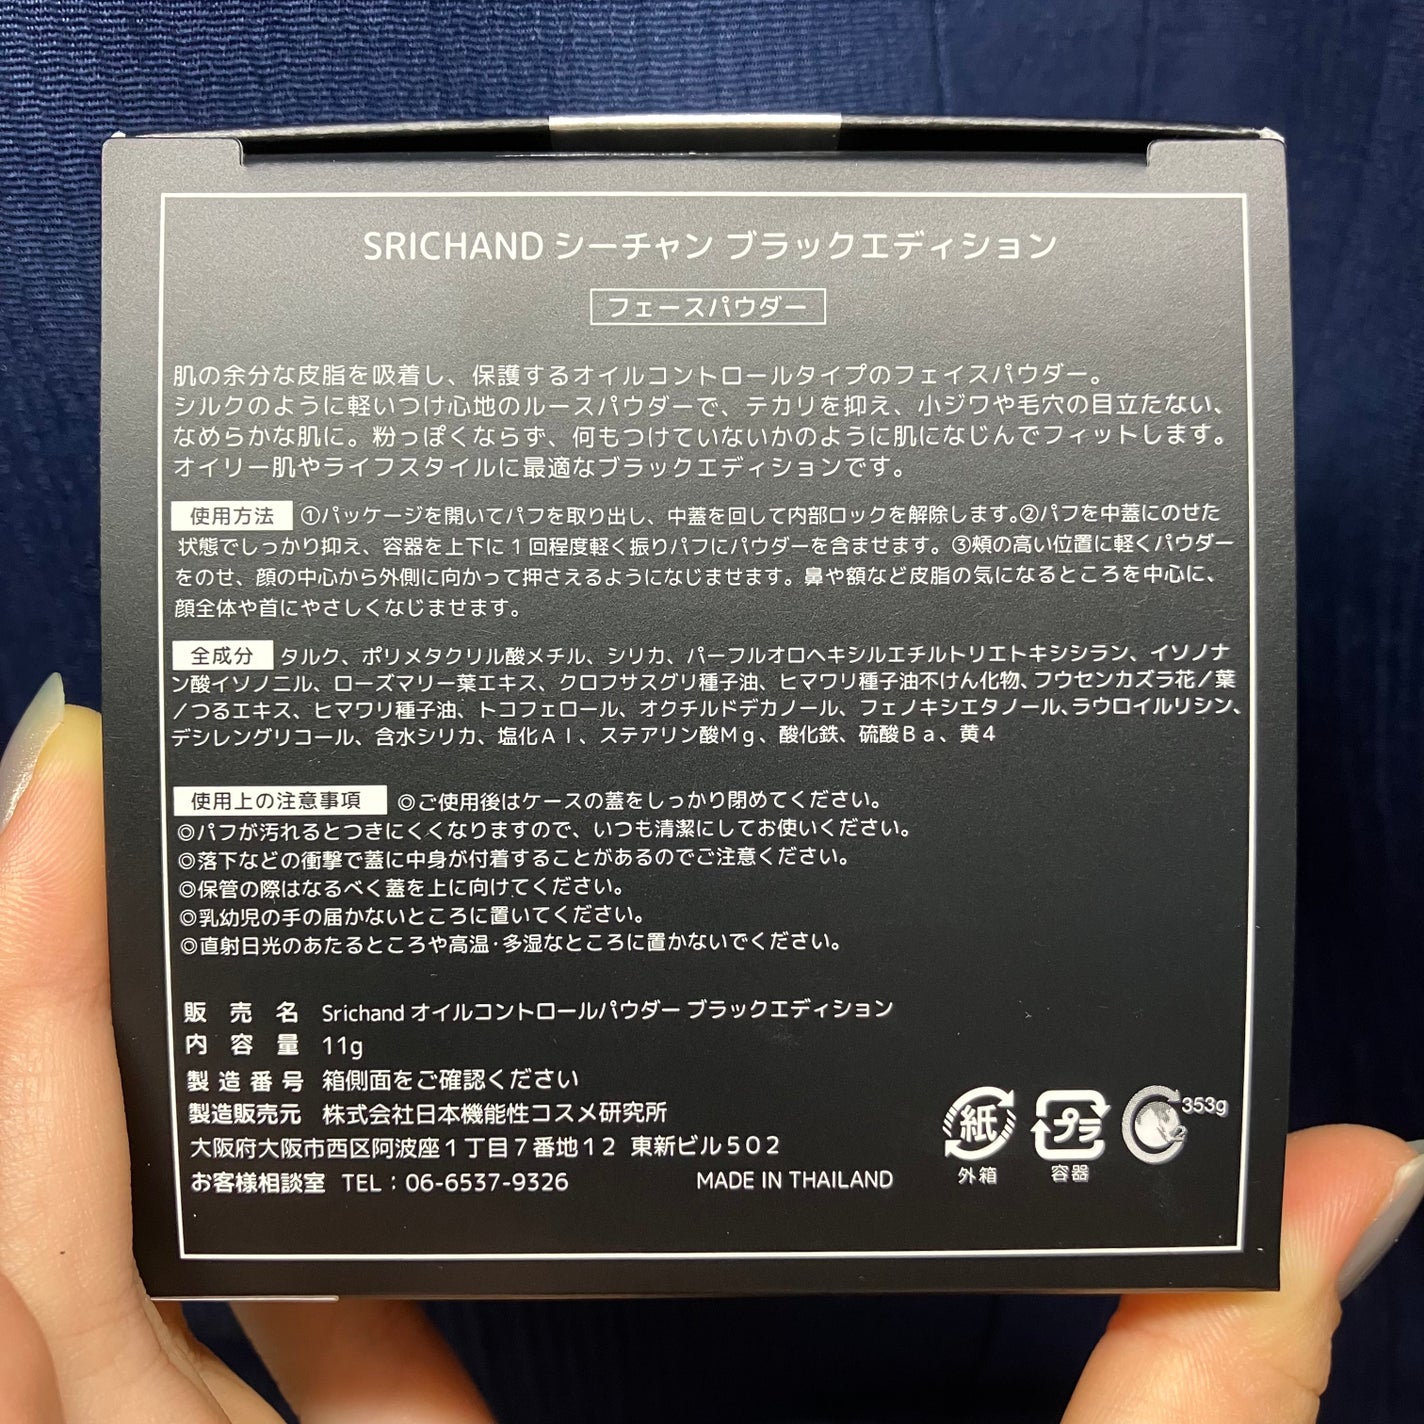 SRICHAND シーチャン ブラックエディション
フェースパウダー
肌の余分な皮脂を吸着し、保護するオイルコントロールタイプのフェイスパウダー。
シルクのように軽いつけ心地のルースパウダーで、テカリを抑え、小ジワや毛穴の目立たない、
なめらかな肌に。粉っぽくならず、何もつけていないかのように肌になじんでフィットします。
オイリー肌やライフスタイルに最適なブラックエディションです。
使用方法 ①パッケージを開いてパフを取り出し、中蓋を回して内部ロックを解除します。②パフを中蓋にのせた
状態でしっかり抑え、容器を上下に1回程度軽く振りパフにパウダーを含ませます。③頬の高い位置に軽くパウダー
をのせ、顔の中心から外側に向かって押さえるようになじませます。鼻や額など皮脂の気になるところを中心に、
顔全体や首にやさしくなじませます。
全成分 タルク、ポリメタクリル酸メチル、シリカ、パーフルオロヘキシルエチルトリエトキシシラン、イソノナ
ン酸イソノニル、ローズマリー葉エキス、クロフサスグリ種子油、ヒマワリ種子油不けん化物、フウセンカズラ花/葉
/つるエキス、ヒマワリ種子油、トコフェロール、オクチルドデカノール、フェノキシエタノール、ラウロイルリシン、
デシレングリコール、含水シリカ、塩化Al、ステアリン酸Mg、酸化鉄、硫酸Ba、黄4
使用上の注意事項 ◎ご使用後はケースの蓋をしっかり閉めてください。
◎パフが汚れるとつきにくくなりますので、いつも清潔にしてお使いください。
◎落下などの衝撃で蓋に中身が付着することがあるのでご注意ください。
◎保管の際はなるべく蓋を上に向けてください。
◎乳幼児の手の届かないところに置いてください。
◎直射日光のあたるところや高温・多湿なところに置かないでください。
販売名 Srichand オイルコントロールパウダー ブラックエディション
内容量 11g
製造番号 箱側面をご確認ください
製造販売元 株式会社日本機能性コスメ研究所
大阪府大阪市西区阿波座1丁目7番地12 東新ビル502
お客様相談室 TEL：06-6537-9326 MADE IN THAILAND
紙 外箱
プラ 容器
353g